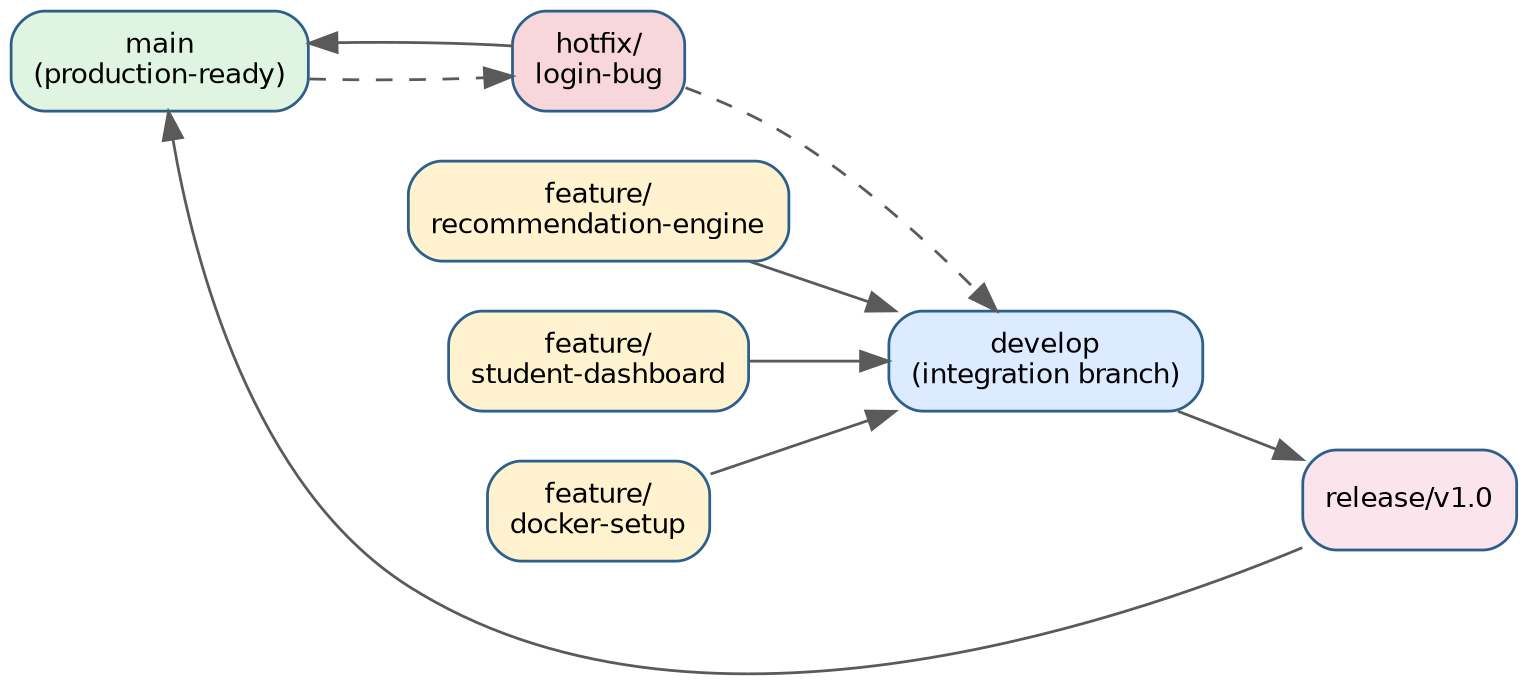 main
(production-ready)
hotfix/
login-bug
feature/
recommendation-engine
feature/
student-dashboard
develop
(integration branch)
feature/
docker-setup
release/v1.0